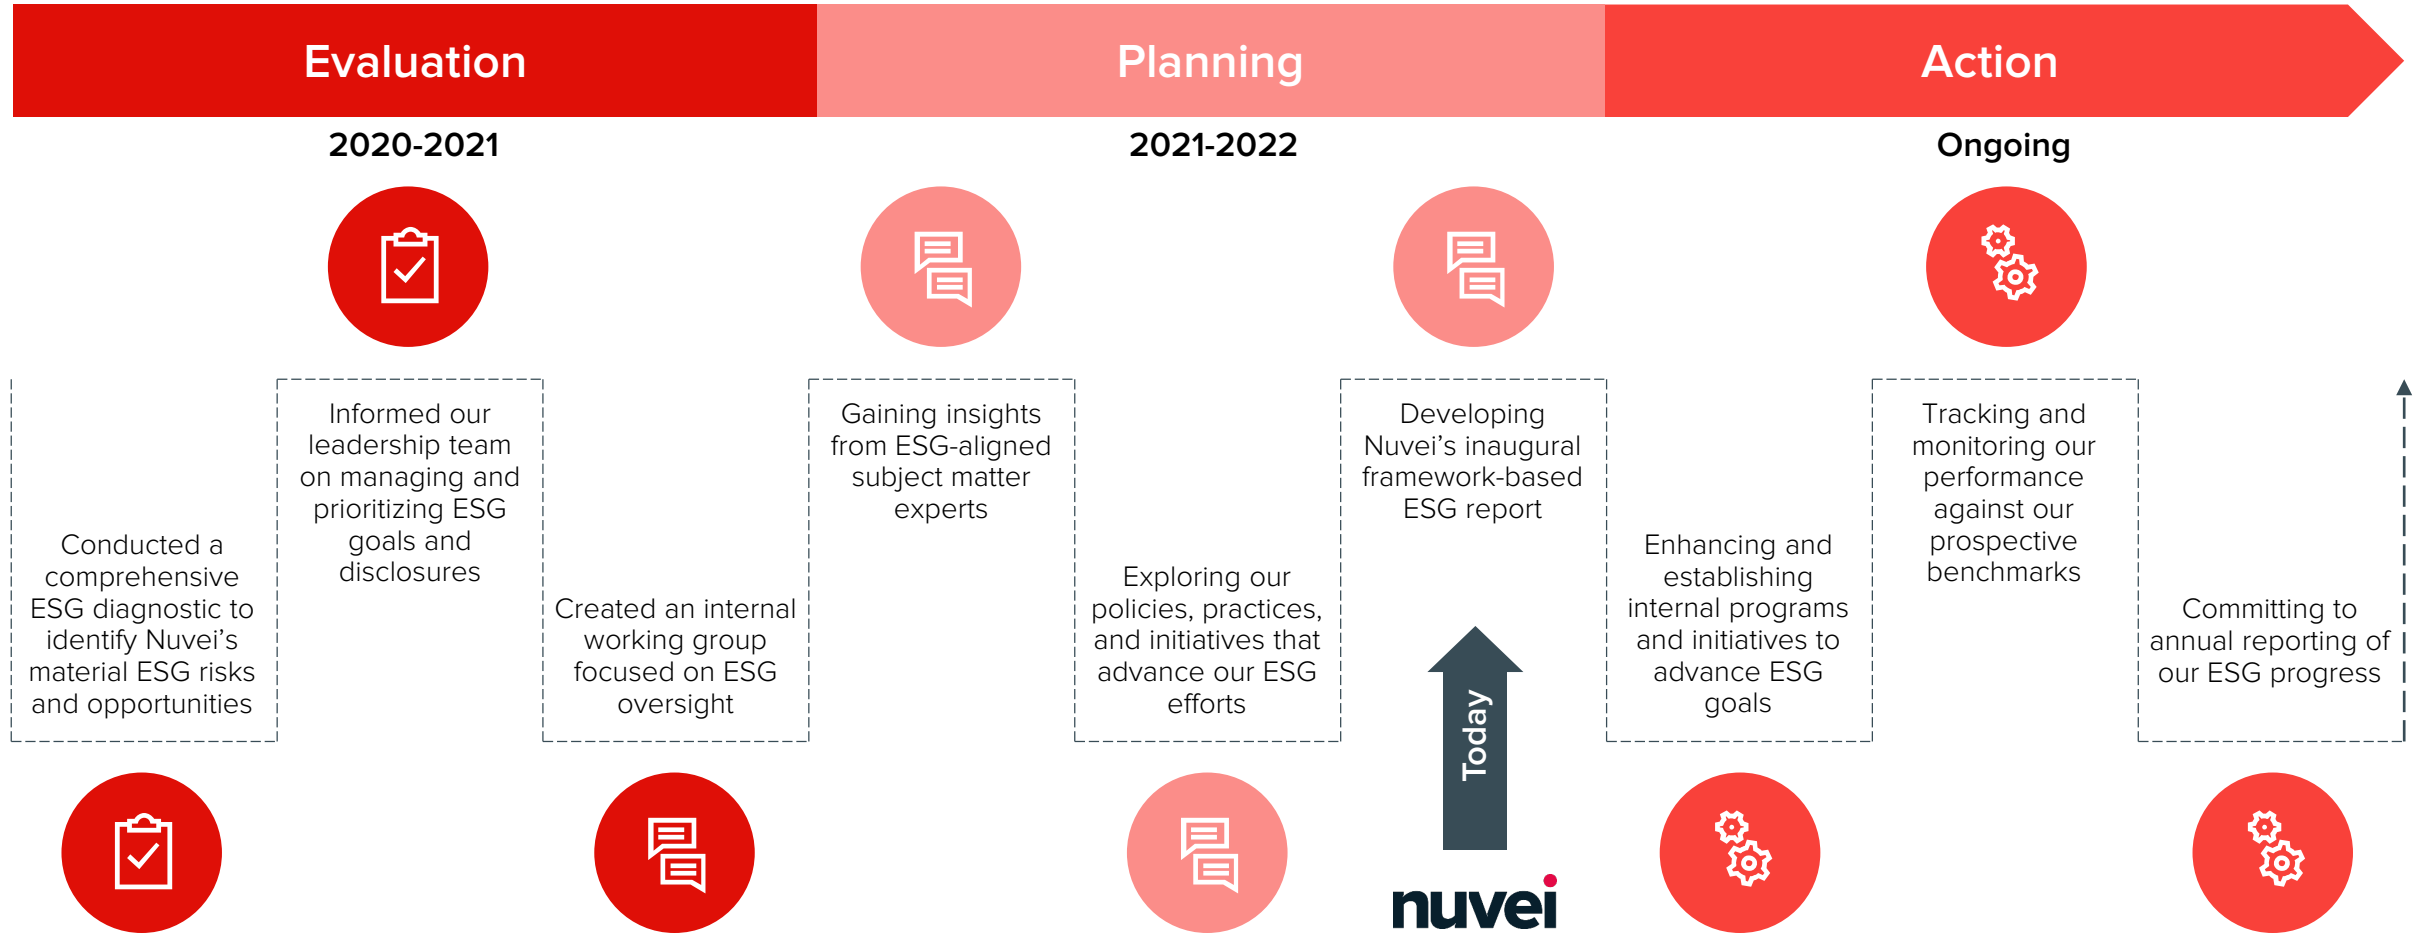 Evaluation
Planning
Action
2020-2021
2021-2022
Ongoing
Conducted a
comprehensive
ESG diagnostic to
identify Nuvei’s
material ESG risks
and opportunities
Informed our
leadership team
on managing and
prioritizing ESG
goals and
disclosures
Created an internal
working group
focused on ESG
oversight
Gaining insights
from ESG-aligned
subject matter
experts
Exploring our
policies, practices,
and initiatives that
advance our ESG
efforts
Developing
Nuvei’s inaugural
framework-based
ESG report
Today
nuvei
Enhancing and
establishing
internal programs
and initiatives to
advance ESG
goals
Tracking and
monitoring our
performance
against our
prospective
benchmarks
Committing to
annual reporting of
our ESG progress